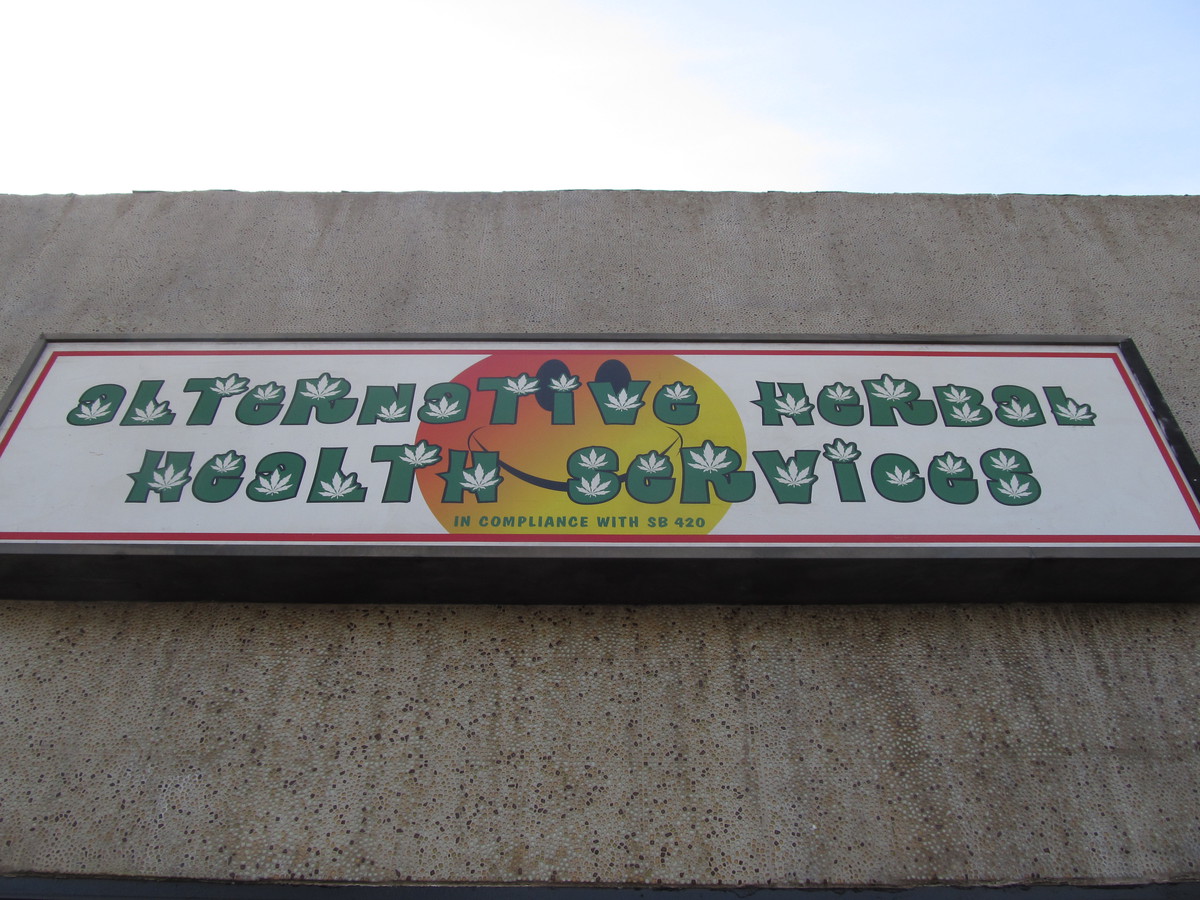 ALTERNATIVE HERBAL
HEALTH SERVICES
IN COMPLIANCE WITH SB 420